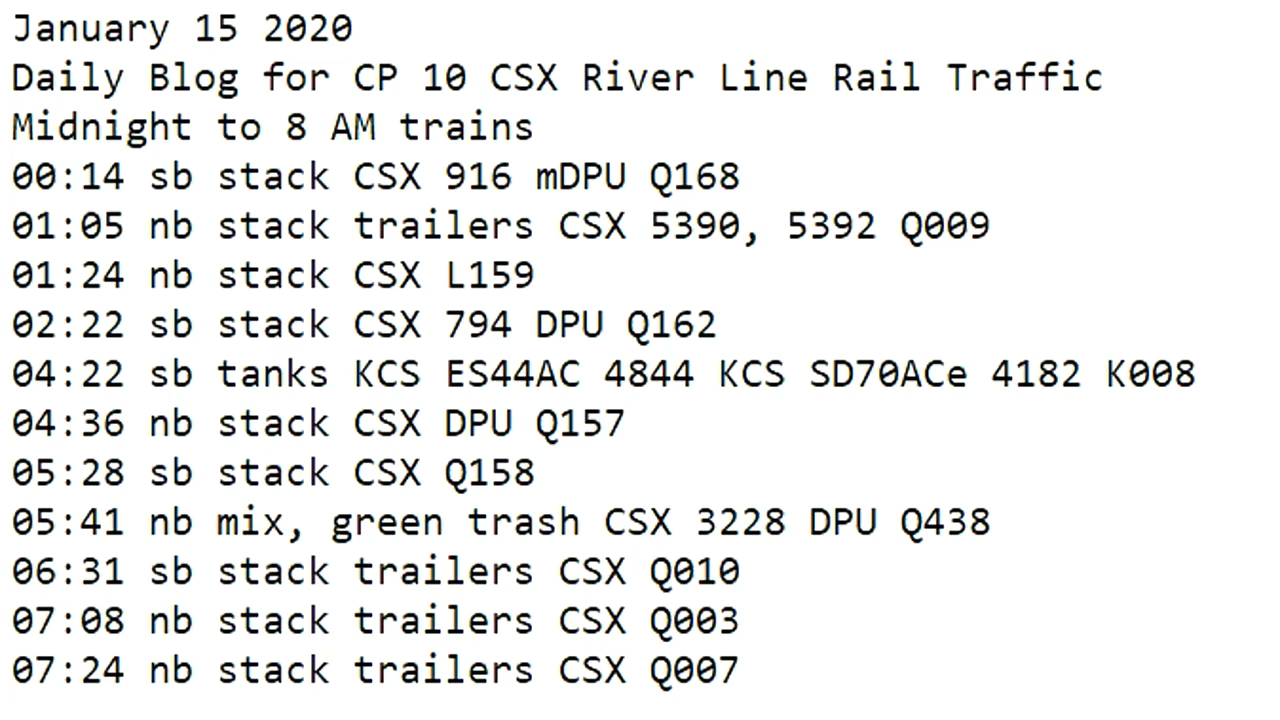 January 15 2020
Daily Blog for CP 10 CSX River Line Rail Traffic
Midnight to 8 AM trains
00:14 sb stack CSX 916 mDPU Q168
01:05 nb stack trailers CSX 5390, 5392 Q009
01:24 nb stack CSX L159
02:22 sb stack CSX 794 DPU Q162
04:22 sb tanks KCS ES44AC 4844 KCS SD70ACe 4182 K008
04:36 nb stack CSX DPU Q157
05:28 sb stack CSX Q158
05:41 nb mix, green trash CSX 3228 DPU Q438
06:31 sb stack trailers CSX Q010
07:08 nb stack trailers CSX Q003
07:24 nb stack trailers CSX Q007